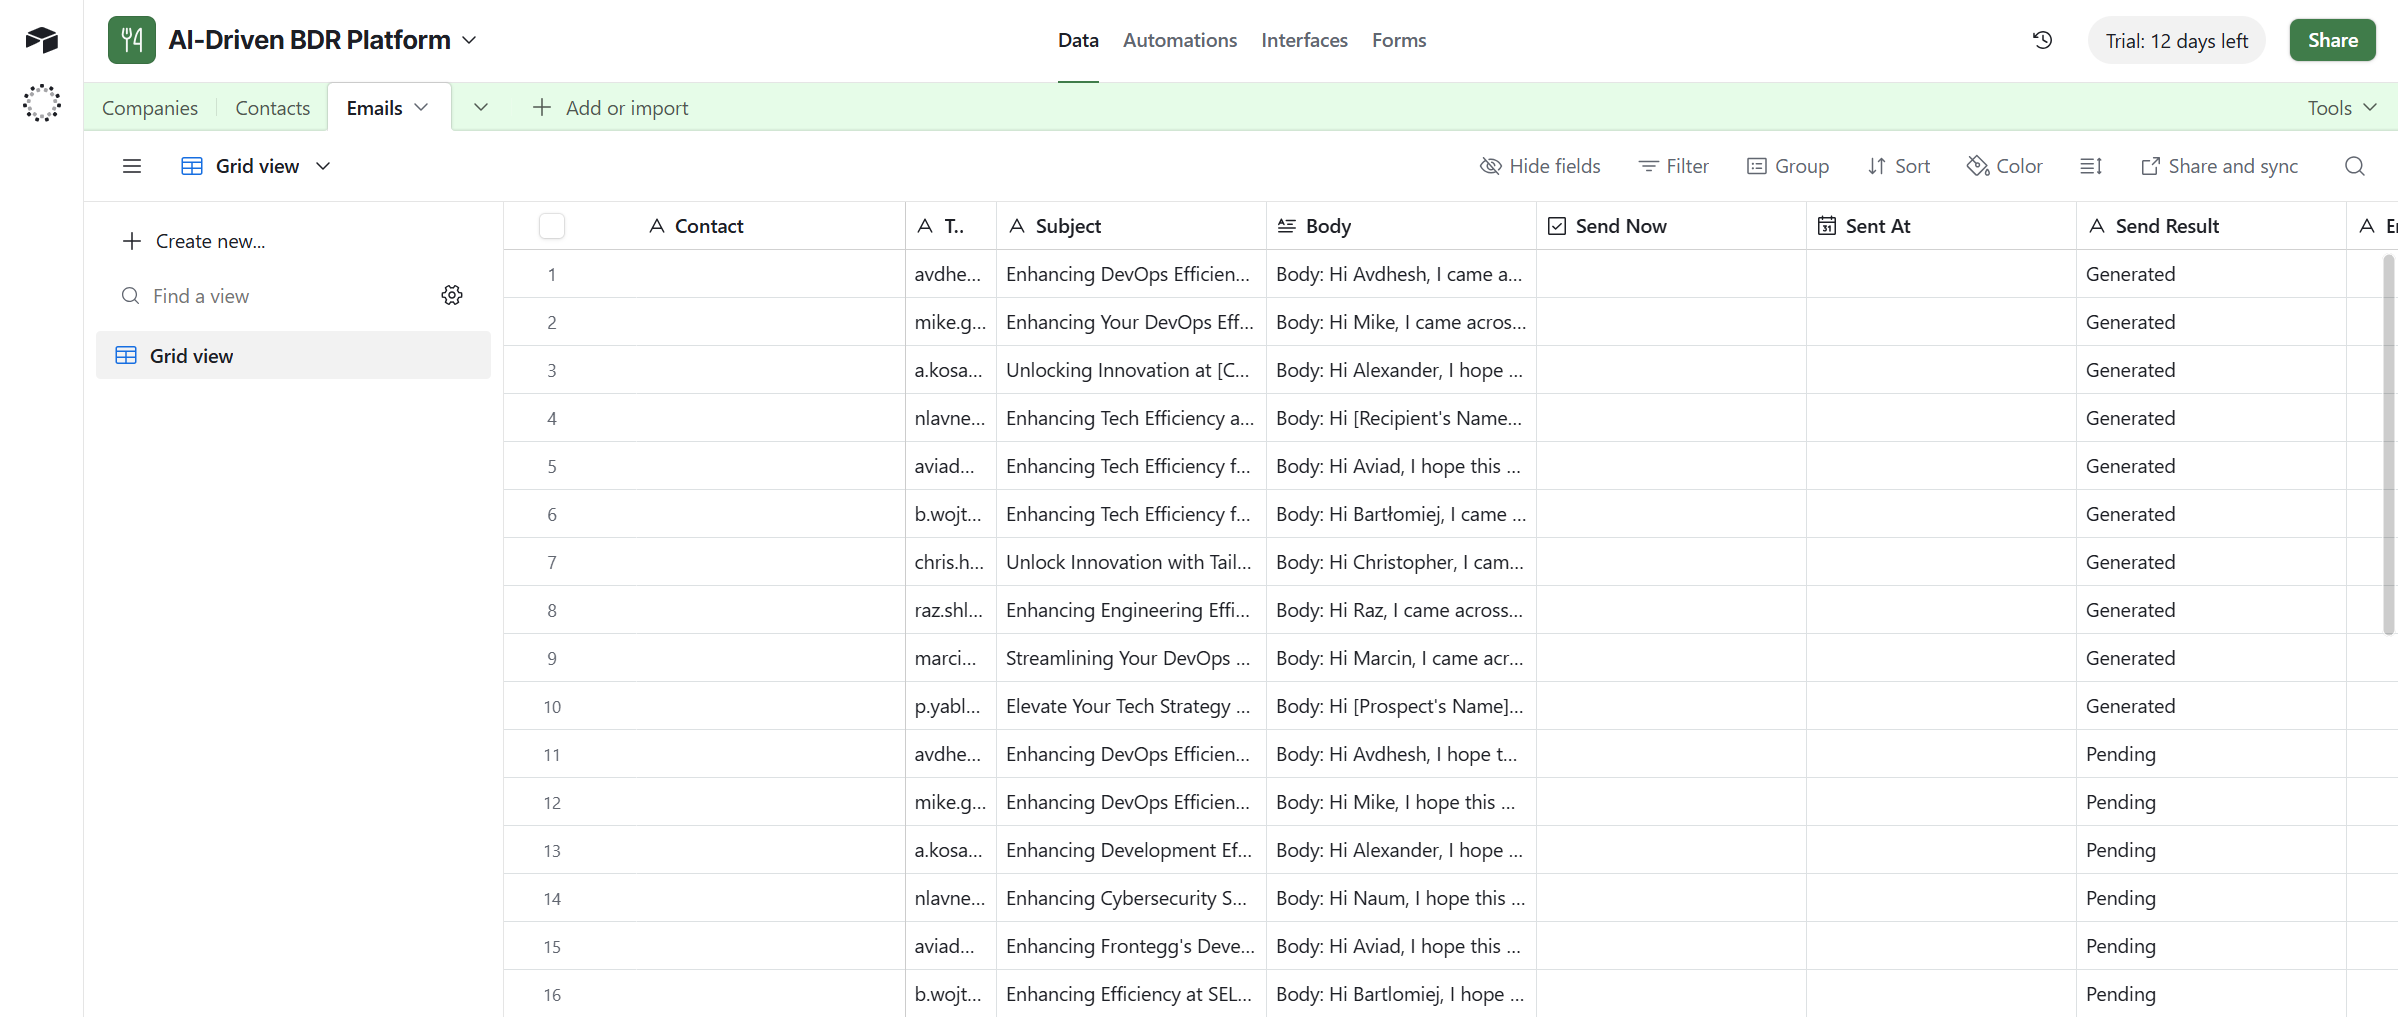 AI-Driven BDR Platform
Data Automations Interfaces Forms
Trial: 12 days left
Share
Companies Contacts Emails Add or import Tools
Grid view
Hide fields Filter Group Sort Color Share and sync
Create new...
Find a view
Grid view
Contact T.. Subject Body Send Now Sent At Send Result
1 avdhe... Enhancing DevOps Efficien... Body: Hi Avdhesh, I came a... Generated
2 mike.g... Enhancing Your DevOps Eff... Body: Hi Mike, I came acros... Generated
3 a.kosa... Unlocking Innovation at [C... Body: Hi Alexander, I hope ... Generated
4 nlavne... Enhancing Tech Efficiency a... Body: Hi [Recipient's Name... Generated
5 aviad... Enhancing Tech Efficiency f... Body: Hi Aviad, I hope this ... Generated
6 b.wojt... Enhancing Tech Efficiency f... Body: Hi Bartłomiej, I came ... Generated
7 chris.h... Unlock Innovation with Tail... Body: Hi Christopher, I cam... Generated
8 raz.shl... Enhancing Engineering Effi... Body: Hi Raz, I came across... Generated
9 marci... Streamlining Your DevOps ... Body: Hi Marcin, I came acr... Generated
10 p.yabl... Elevate Your Tech Strategy ... Body: Hi [Prospect's Name]... Generated
11 avdhe... Enhancing DevOps Efficien... Body: Hi Avdhesh, I hope t... Pending
12 mike.g... Enhancing DevOps Efficien... Body: Hi Mike, I hope this ... Pending
13 a.kosa... Enhancing Development Ef... Body: Hi Alexander, I hope ... Pending
14 nlavne... Enhancing Cybersecurity S... Body: Hi Naum, I hope this ... Pending
15 aviad... Enhancing Frontegg's Deve... Body: Hi Aviad, I hope this ... Pending
16 b.wojt... Enhancing Efficiency at SEL... Body: Hi Bartlomiej, I hope ... Pending